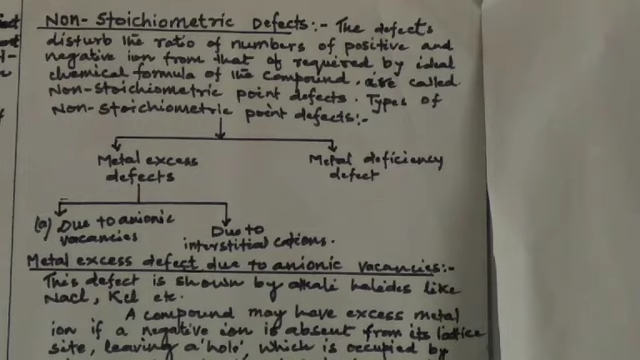 Non-Stoichiometric Defects:- The defects
disturb the ratio of numbers of positive and
negative ion from that of required by ideal
chemical formula of the compound, are called
Non-stoichiometric point defects. Types of
Non-stoichiometric point defects:-
Metal excess defects
Metal deficiency defect
(a) Due to anionic vacancies
Due to interstitial cations.
Metal excess defect due to anionic vacancies:-
This defect is shown by alkali halides like
Nacl, Kcl etc.
A compound may have excess metal
ion if a negative ion is absent from its lattice
site, leaving a 'hole' which is occupied by